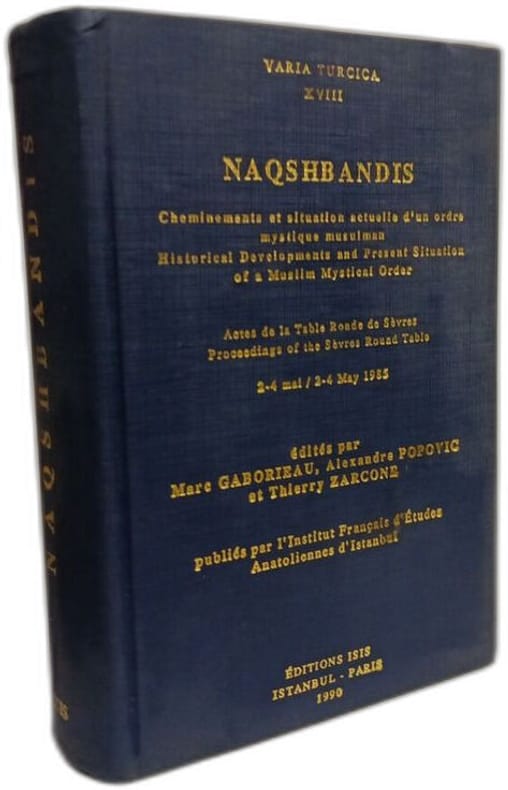 VARIA TURCICA
XVIII
NAQSHBANDIS
Cheminements et situation actuelle d'un ordre
mystique musulman
Historical Developments and Present Situation
of a Muslim Mystical Order
Actes de la Table Ronde de Sèvres
Proceedings of the Sèvres Round Table
2-4 mai / 2-4 May 1985
édités par
Marc GABORIEAU, Alexandre POPOVIC
et Thierry ZARCONE
publiés par l'Institut Français d'Études
Anatoliennes d'Istanbul
ÉDITIONS ISIS
ISTANBUL - PARIS
1990
NAQSHBANDIS